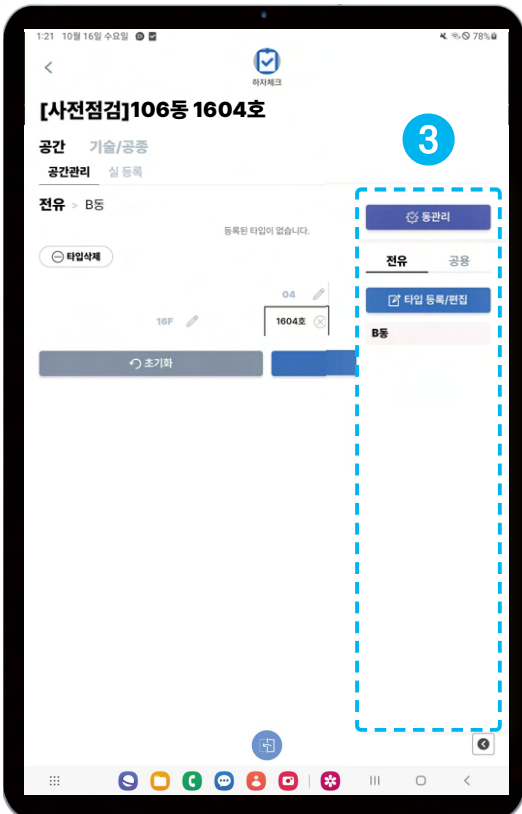 1:21 10월 16일 수요일
78%
하자체크
[사전점검]106동 1604호
3
공간 기술/공종
공간관리 실 등록
전유 > B동
동관리
등록된 타입이 없습니다.
타입삭제
전유 공용
04
타입 등록/편집
16F
1604호
B동
초기화